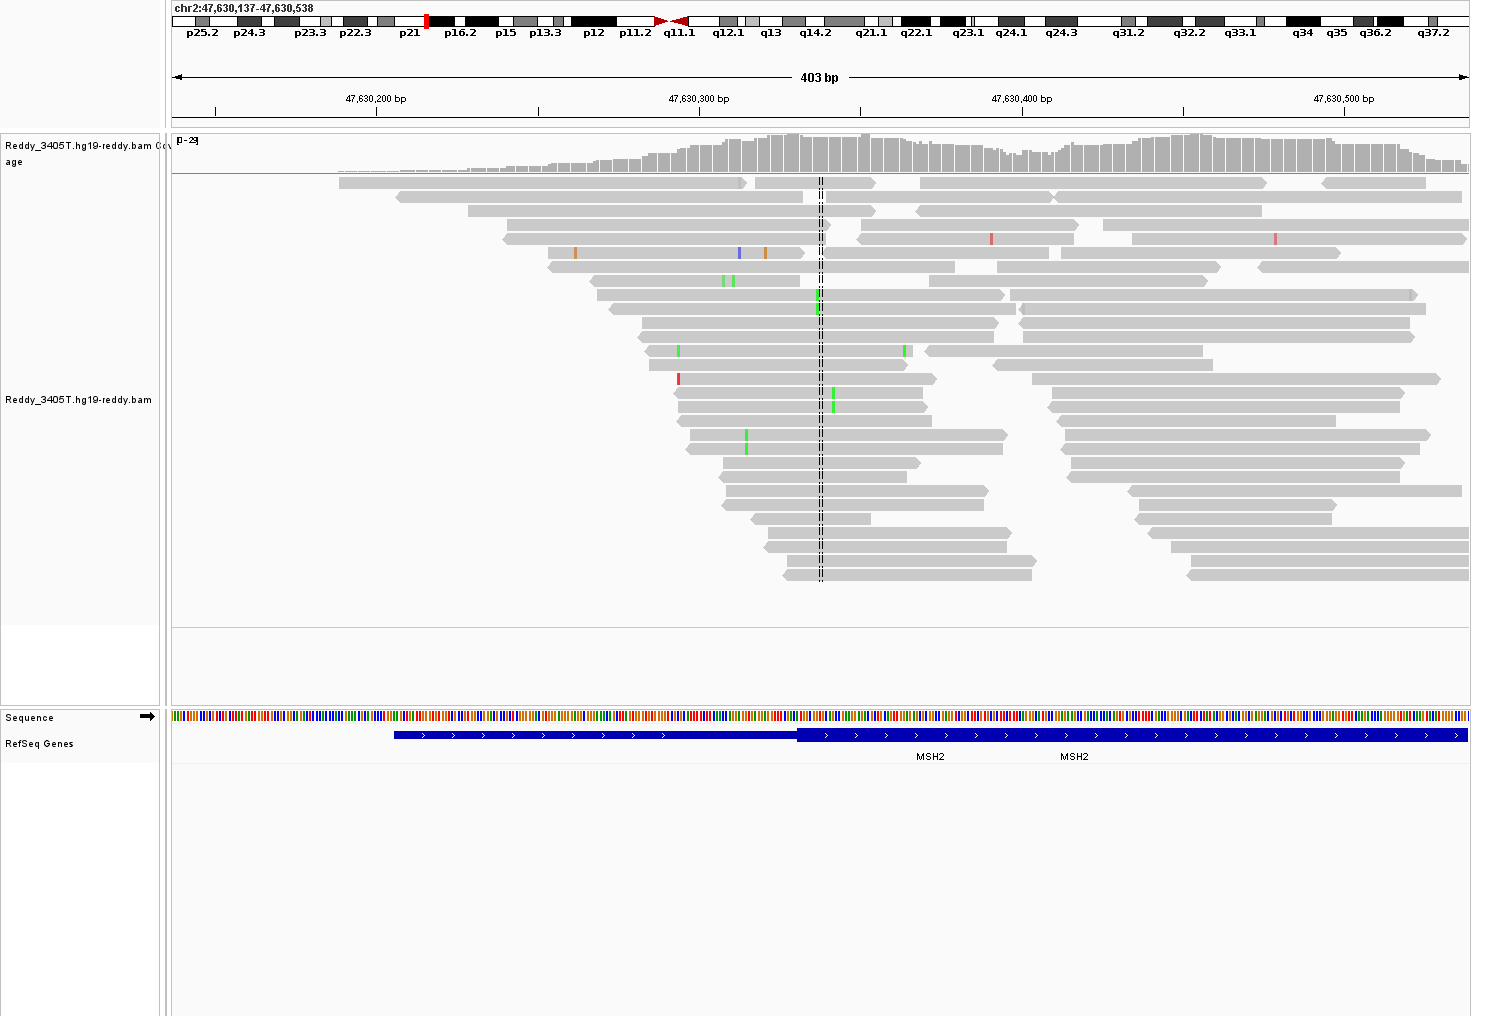 chr2:47,630,137-47,630,538
p25.2 p24.3 p23.3 p22.3 p21 p16.2 p15 p13.3 p12 p11.2 q11.1 q12.1 q13 q14.2 q21.1 q22.1 q23.1 q24.1 q24.3 q31.2 q32.2 q33.1 q34 q35 q36.2 q37.2
403 bp
47,630,200 bp 47,630,300 bp 47,630,400 bp 47,630,500 bp
[0-29]
Reddy_3405T.hg19-reddy.bam Cov
age
Reddy_3405T.hg19-reddy.bam
Sequence
RefSeq Genes
MSH2 MSH2